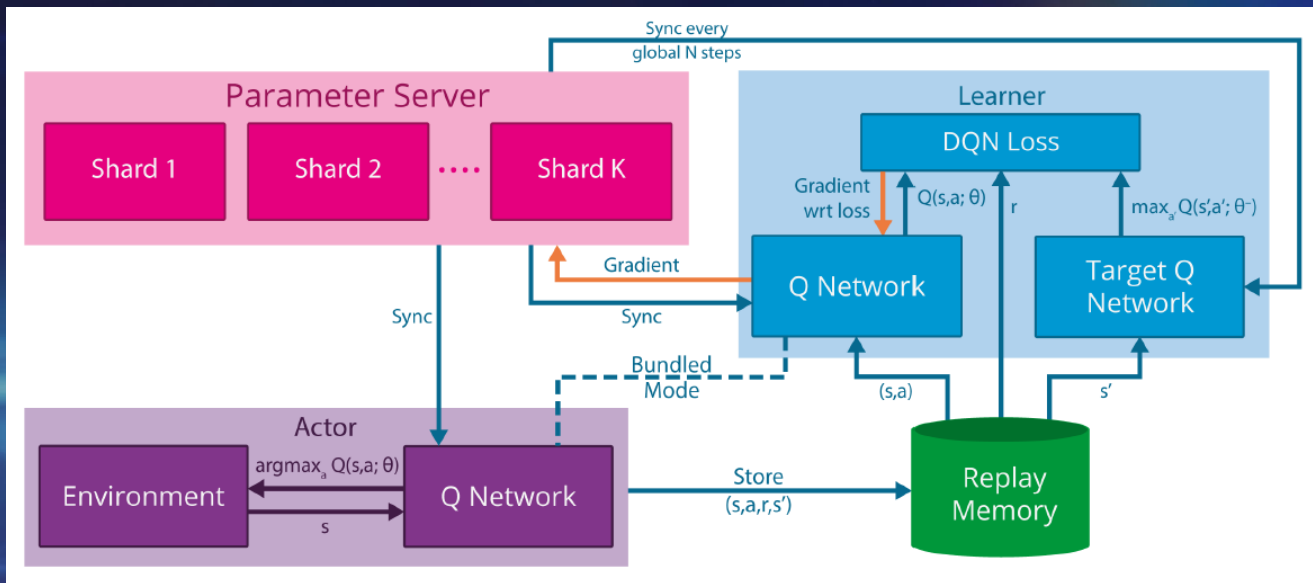 Sync every
global N steps
Parameter Server
Shard 1
Shard 2
....
Shard K
Learner
DQN Loss
Gradient
wrt loss
Q(s,a; θ)
r
maxₐ' Q(s',a'; θ⁻)
Q Network
Target Q
Network
Gradient
Sync
Sync
Bundled
Mode
(s,a)
s'
Actor
Environment
argmaxₐ Q(s,a; θ)
s
Q Network
Store
(s,a,r,s')
Replay
Memory